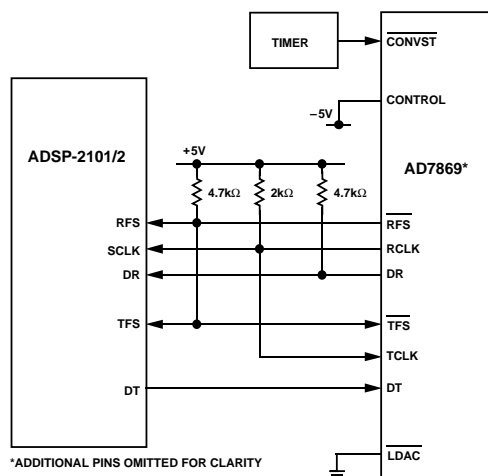 TIMER
CONVST
CONTROL
–5V
ADSP-2101/2
+5V
AD7869*
4.7kΩ
2kΩ
4.7kΩ
RFS
RFS
SCLK
RCLK
DR
DR
TFS
TFS
TCLK
DT
DT
LDAC
*ADDITIONAL PINS OMITTED FOR CLARITY